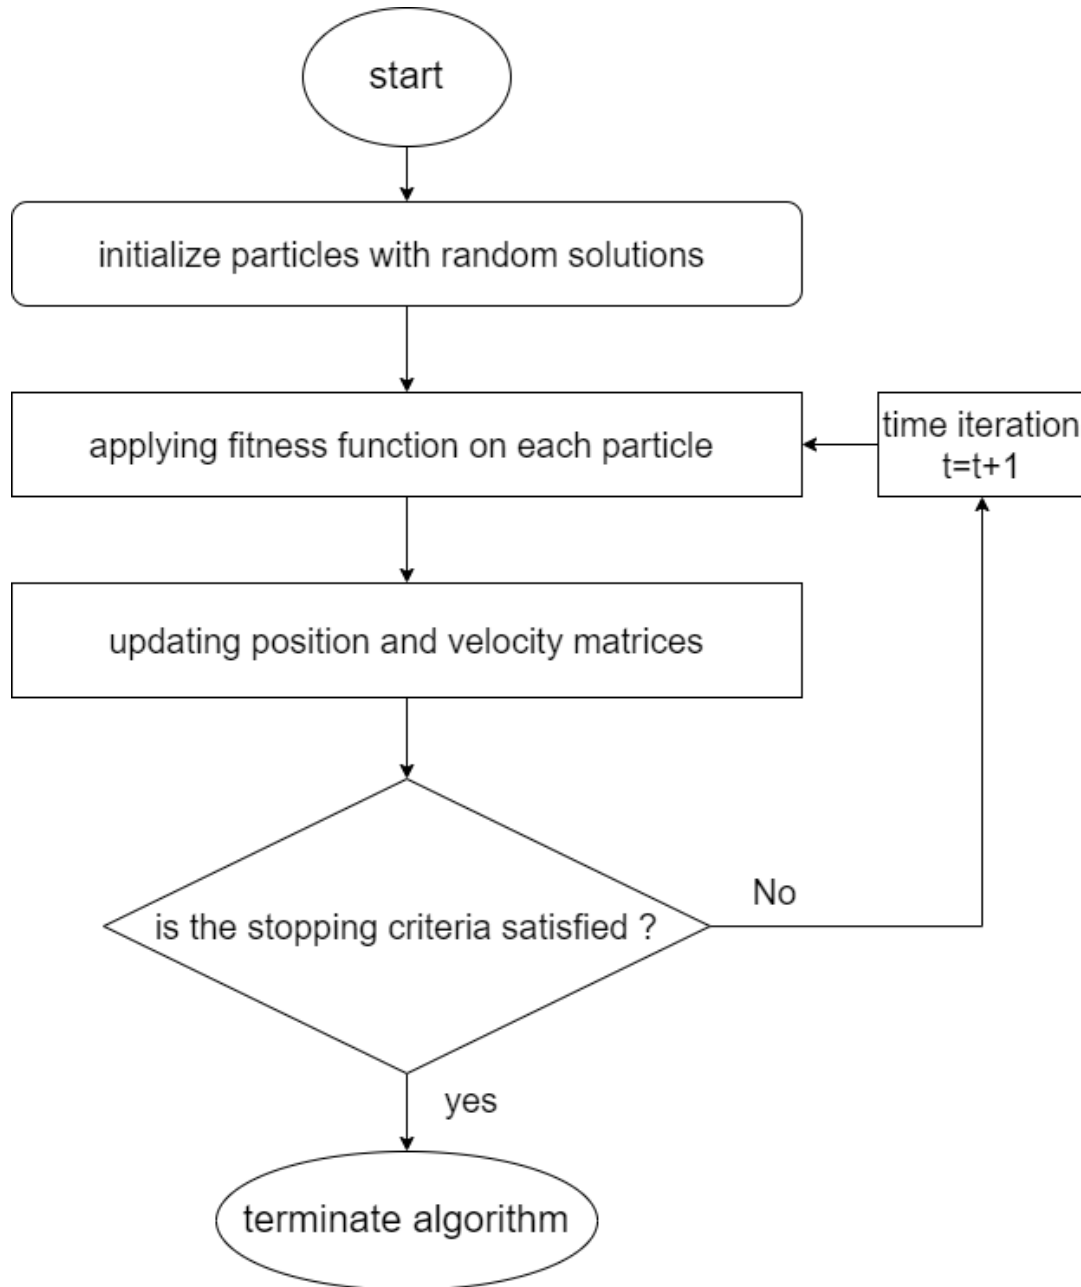 start
initialize particles with random solutions
applying fitness function on each particle
time iteration
t=t+1
updating position and velocity matrices
is the stopping criteria satisfied ?
No
yes
terminate algorithm